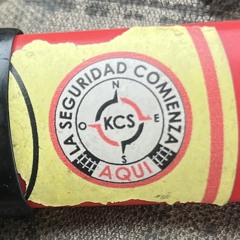 LA SEGURIDAD COMIENZA
AQUI
N
O KCS E
S